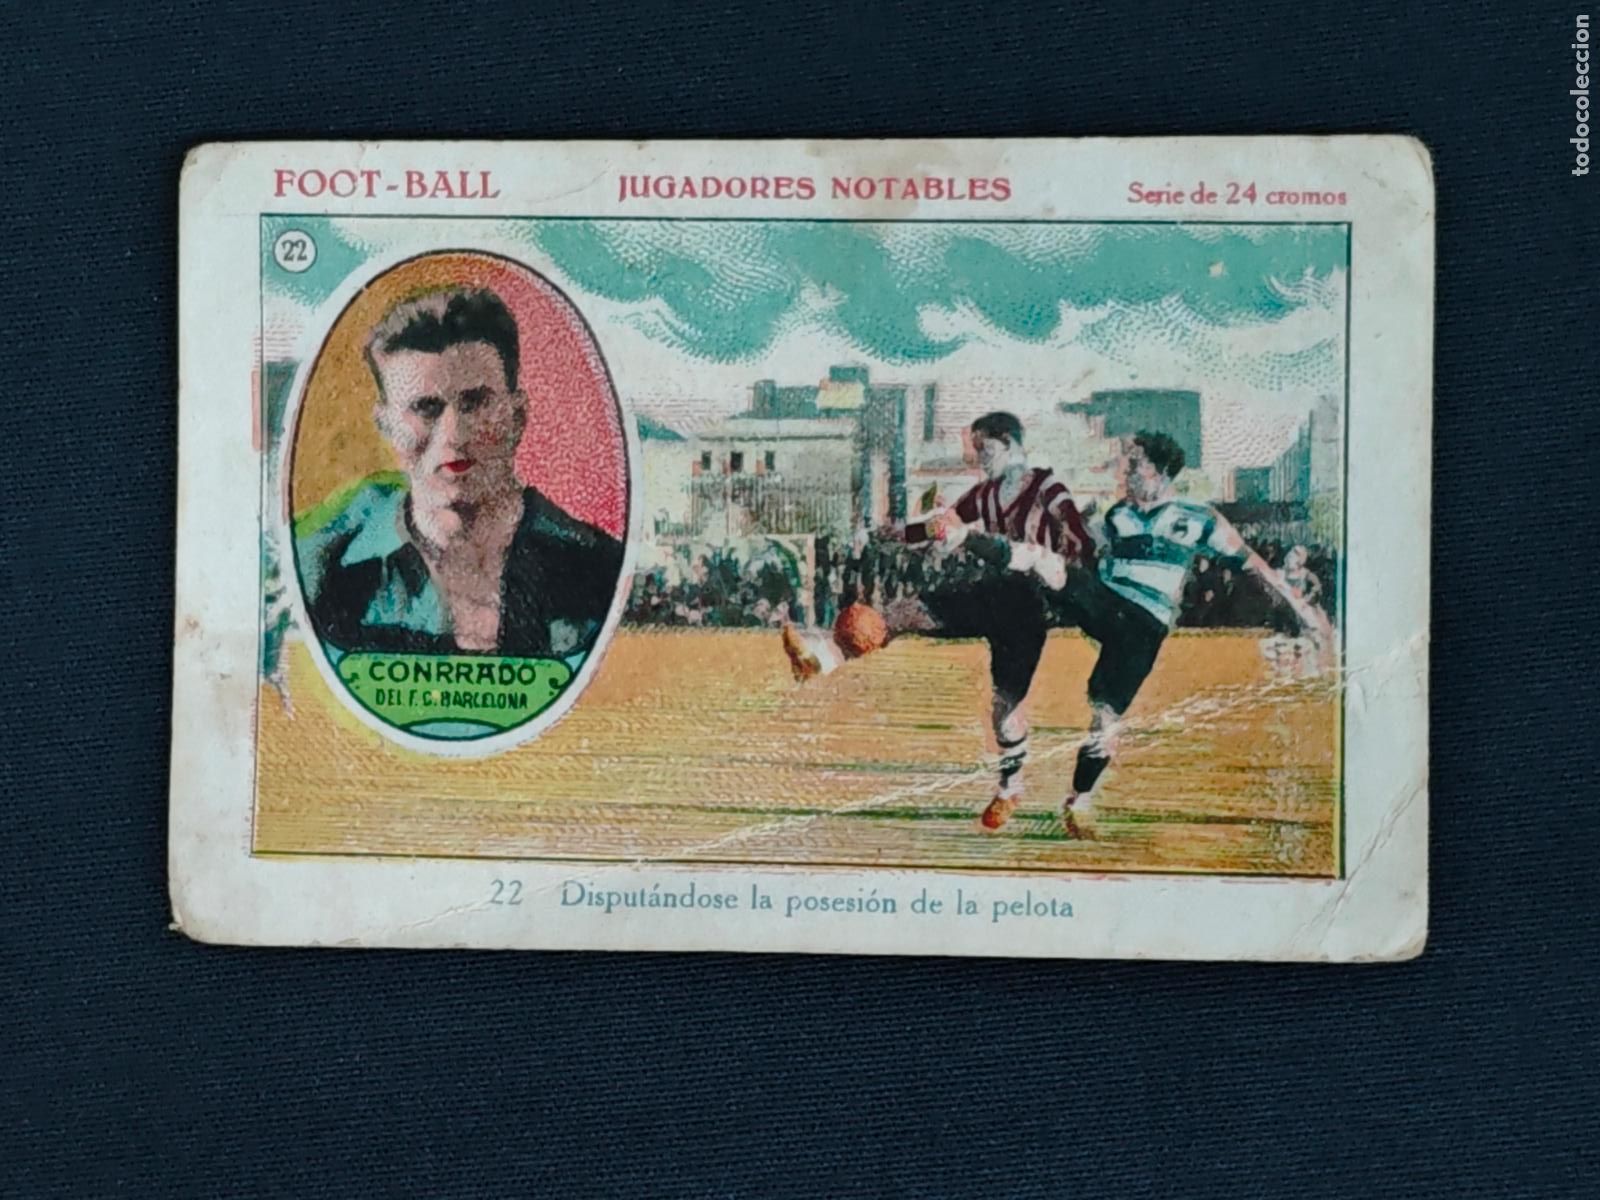 FOOT-BALL JUGADORES NOTABLES Serie de 24 cromos
22
CONRRADO
DEL F. C. BARCELONA
22 Disputándose la posesión de la pelota
todocoleccion